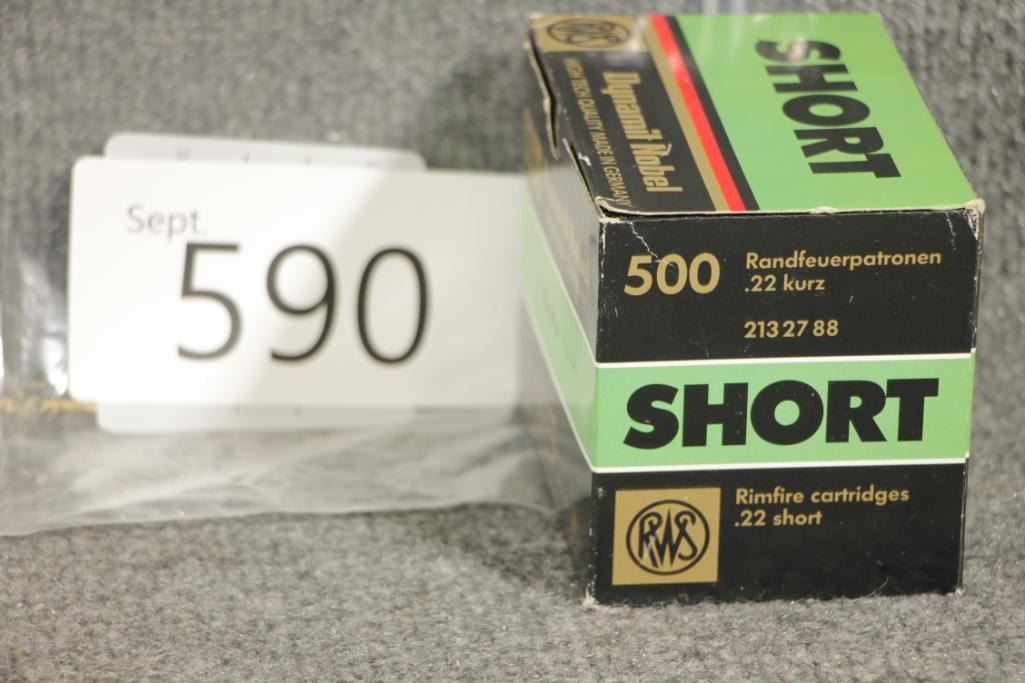 Sept.
590
RWS
Dynamit Nobel
HIGH TECH QUALITY MADE IN GERMANY
SHORT
500
Randfeuerpatronen
.22 kurz
213 27 88
SHORT
RWS
Rimfire cartridges
.22 short